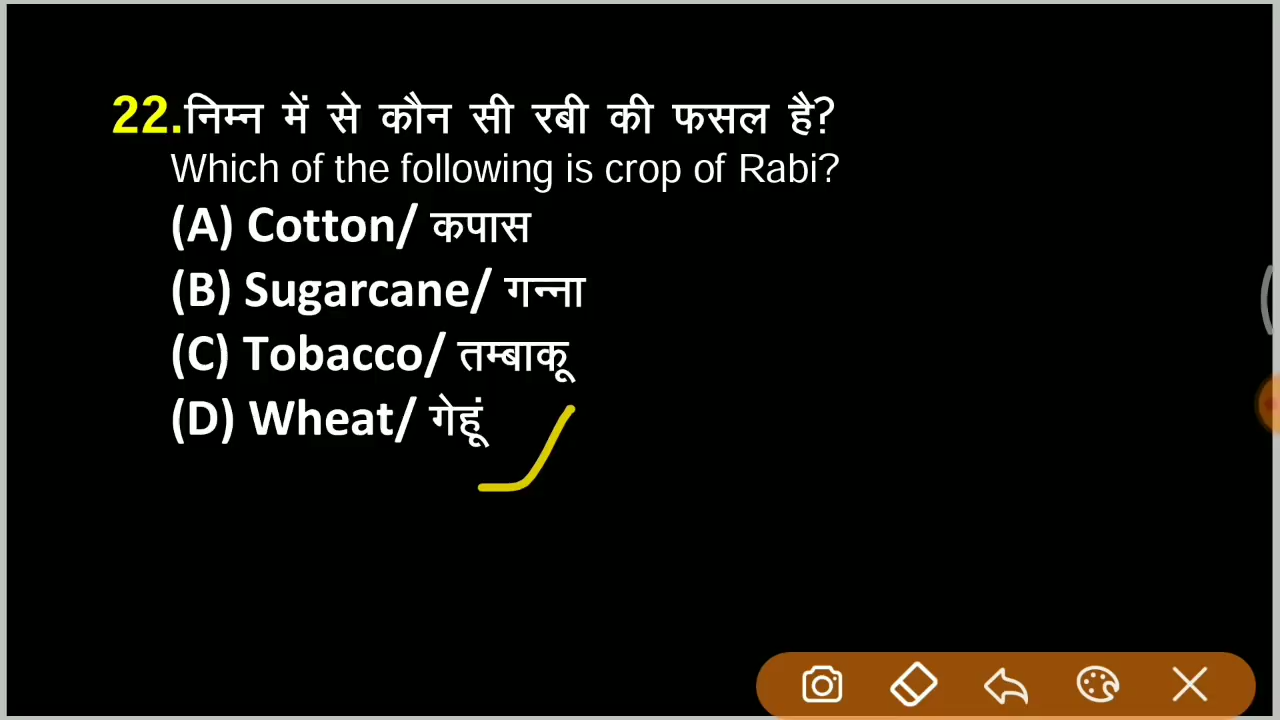 22.निम्न में से कौन सी रबी की फसल है?
Which of the following is crop of Rabi?
(A) Cotton/ कपास
(B) Sugarcane/ गन्ना
(C) Tobacco/ तम्बाकू
(D) Wheat/ गेहूं